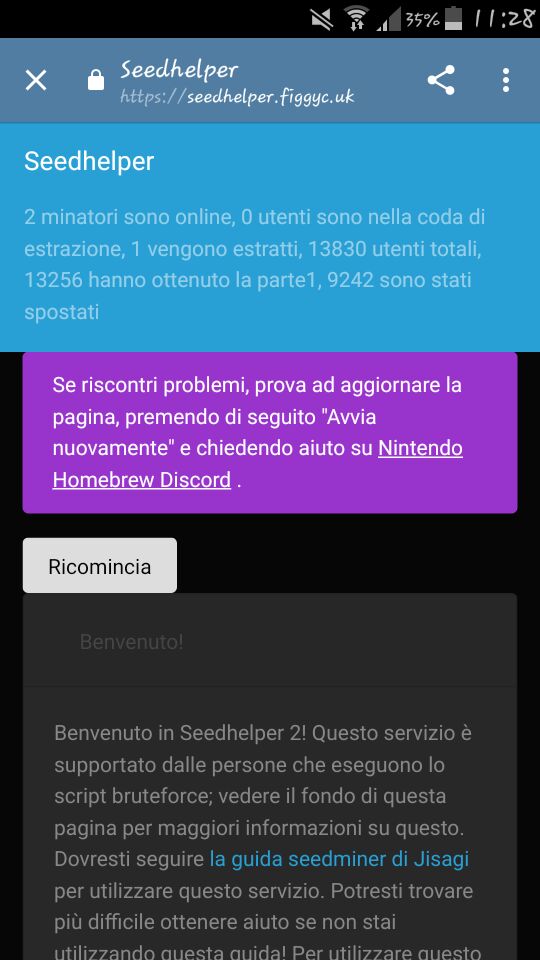 35% 11:28
Seedhelper
https://seedhelper.figgyc.uk
Seedhelper
2 minatori sono online, 0 utenti sono nella coda di
estrazione, 1 vengono estratti, 13830 utenti totali,
13256 hanno ottenuto la parte1, 9242 sono stati
spostati
Se riscontri problemi, prova ad aggiornare la
pagina, premendo di seguito "Avvia
nuovamente" e chiedendo aiuto su Nintendo
Homebrew Discord .
Ricomincia
Benvenuto!
Benvenuto in Seedhelper 2! Questo servizio è
supportato dalle persone che eseguono lo
script bruteforce; vedere il fondo di questa
pagina per maggiori informazioni su questo.
Dovresti seguire la guida seedminer di Jisagi
per utilizzare questo servizio. Potresti trovare
più difficile ottenere aiuto se non stai
utilizzando questa guida! Per utilizzare questo